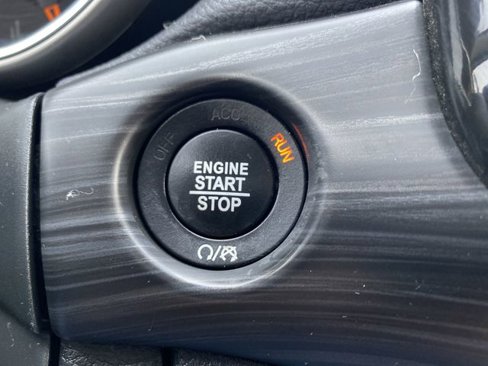 OFF ACC RUN
ENGINE
START
STOP